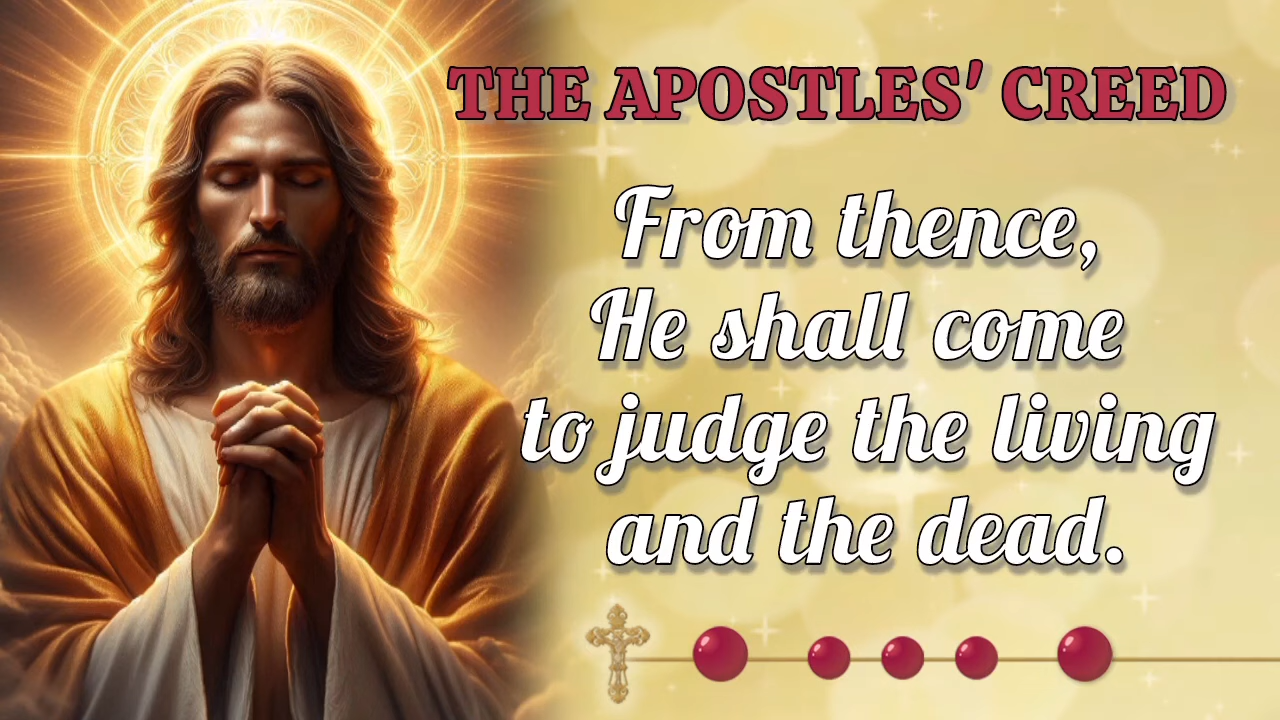 THE APOSTLES' CREED
From thence,
He shall come
to judge the living
and the dead.